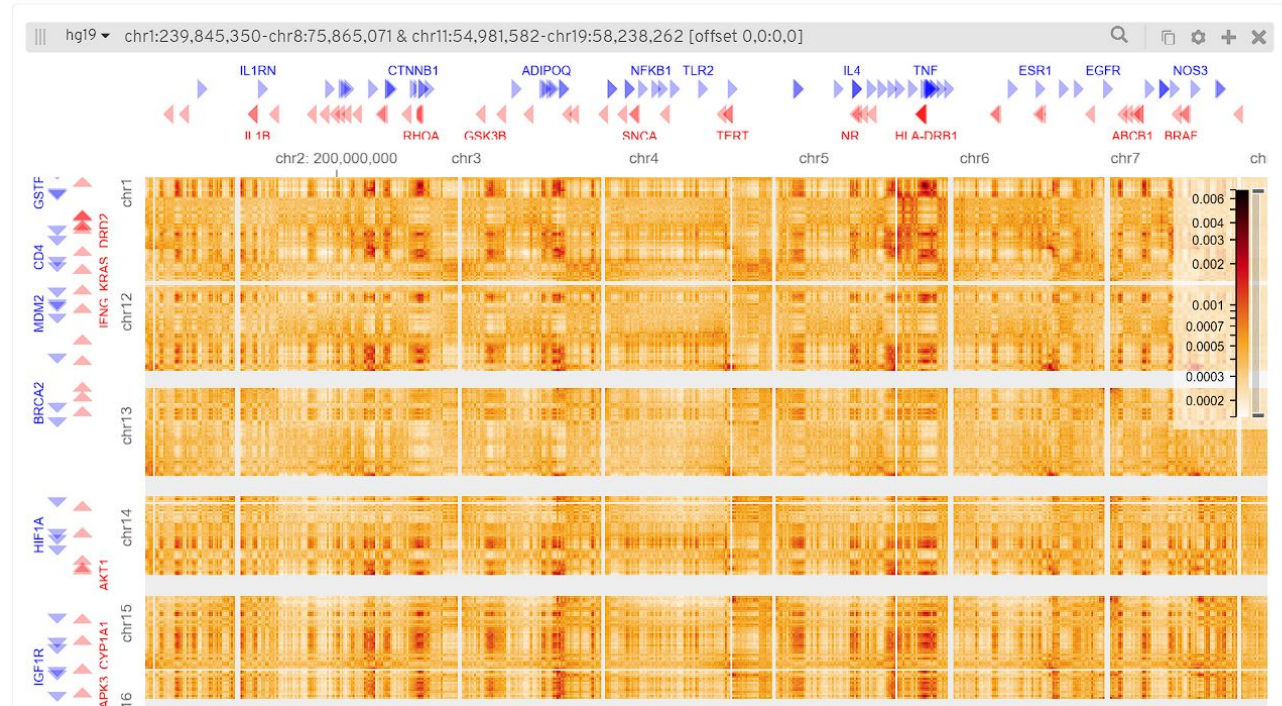 hg19 chr1:239,845,350-chr8:75,865,071 & chr11:54,981,582-chr19:58,238,262 [offset 0,0:0,0]
IL1RN CTNNB1 ADIPOQ NFKB1 TLR2 IL4 TNF ESR1 EGFR NOS3
IL1B RHOA GSK3B SNCA TERT NR HLA-DRB1 ABCB1 BRAF
chr2: 200,000,000 chr3 chr4 chr5 chr6 chr7 ch
GSTF
CD4
MDM2
BRCA2
HIF1A
IGF1R
DRD2
KRAS
IFNG
AKT1
CYP1A1
APK3
chr1
chr12
chr13
chr14
chr15
16
0.006
0.004
0.003
0.002
0.001
0.0007
0.0005
0.0003
0.0002